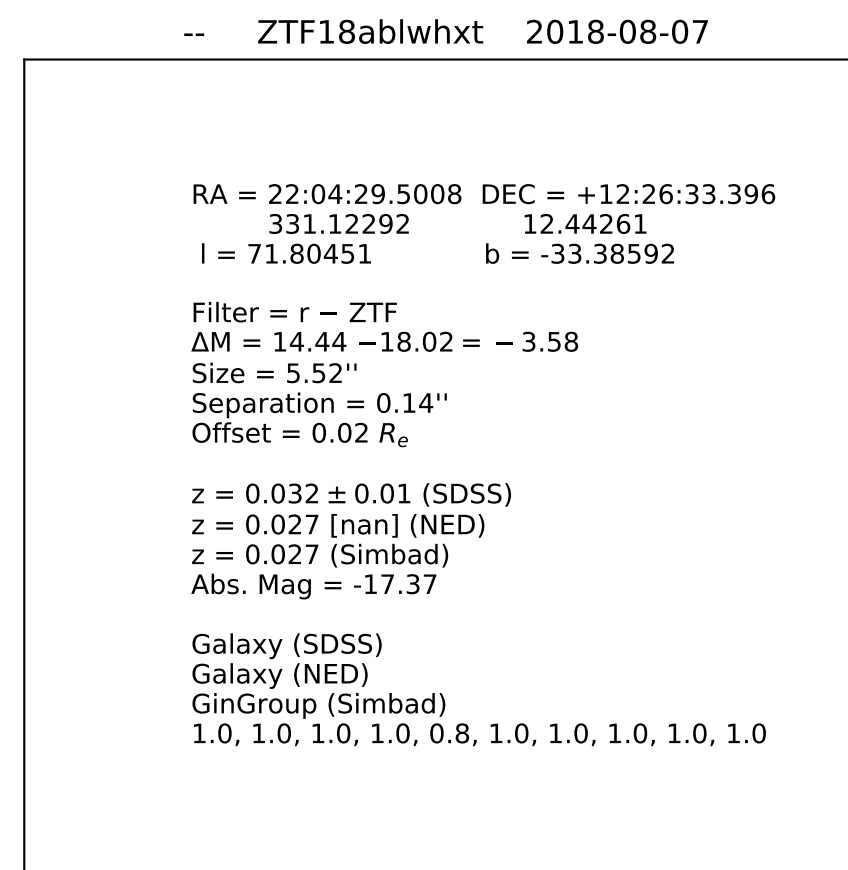 -- ZTF18ablwhxt 2018-08-07
RA = 22:04:29.5008 DEC = +12:26:33.396
331.12292 12.44261
l = 71.80451 b = -33.38592
Filter = r − ZTF
ΔM = 14.44 −18.02 = − 3.58
Size = 5.52''
Separation = 0.14''
Offset = 0.02 Re
z = 0.032 ± 0.01 (SDSS)
z = 0.027 [nan] (NED)
z = 0.027 (Simbad)
Abs. Mag = -17.37
Galaxy (SDSS)
Galaxy (NED)
GinGroup (Simbad)
1.0, 1.0, 1.0, 1.0, 0.8, 1.0, 1.0, 1.0, 1.0, 1.0